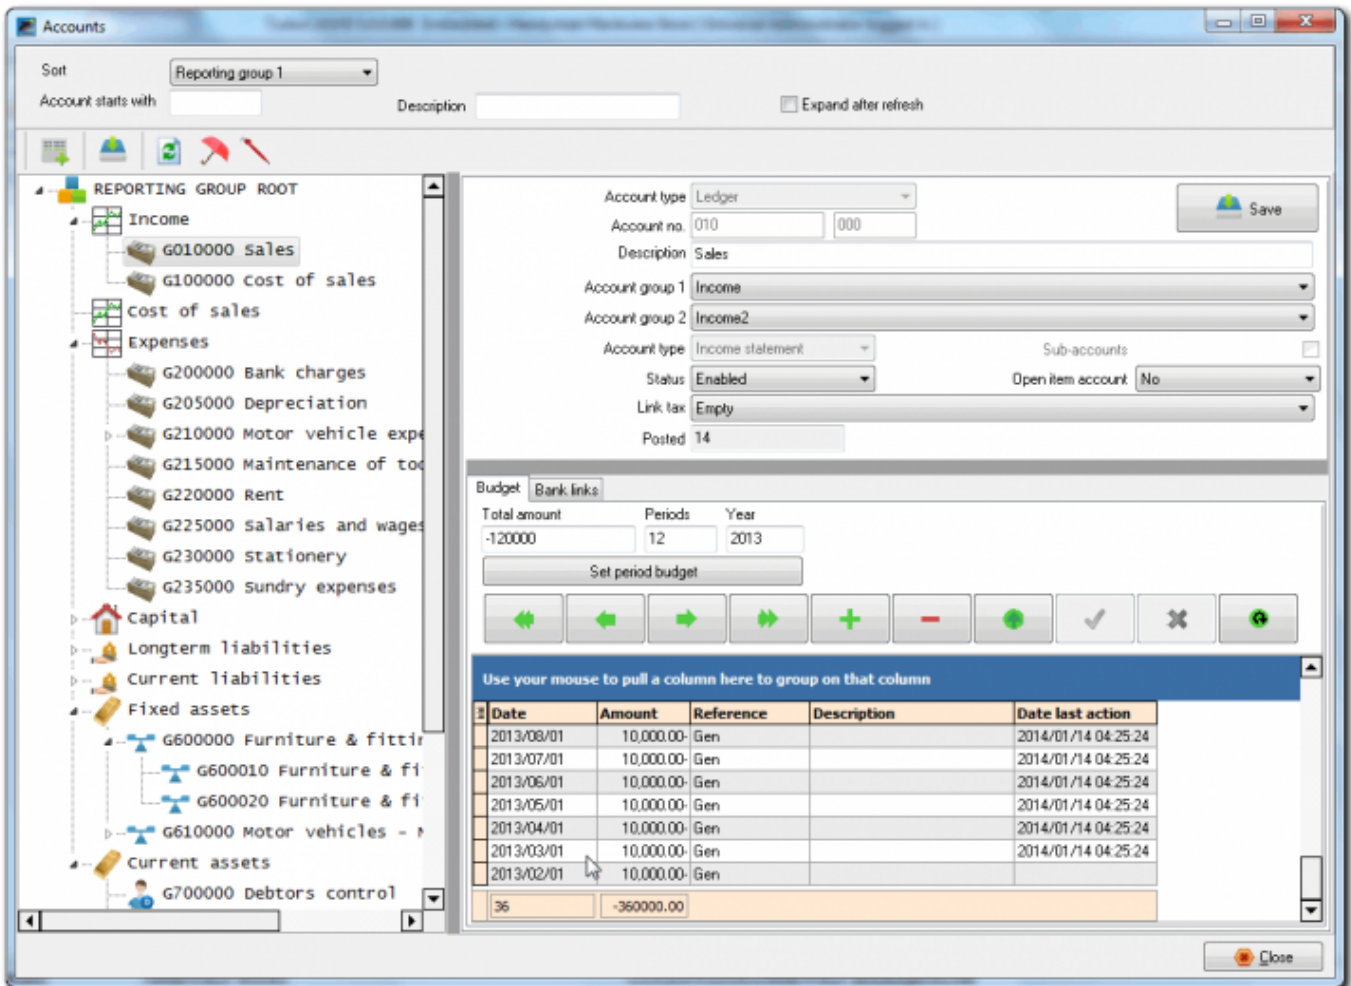 Accounts
Sort Reporting group 1
Account starts with Description Expand after refresh
REPORTING GROUP ROOT
Income
G010000 Sales
G100000 Cost of sales
Cost of sales
Expenses
G200000 Bank charges
G205000 Depreciation
G210000 Motor vehicle expe
G215000 Maintenance of too
G220000 Rent
G225000 Salaries and wages
G230000 Stationery
G235000 Sundry expenses
Capital
Longterm liabilities
Current liabilities
Fixed assets
G600000 Furniture & fittin
G600010 Furniture & fi
G600020 Furniture & fi
G610000 Motor vehicles -
Current assets
G700000 Debtors control
Account type Ledger
Save
Account no. 010 000
Description Sales
Account group 1 Income
Account group 2 Income2
Account type Income statement Sub-accounts
Status Enabled Open item account No
Link tax Empty
Posted 14
Budget Bank links
Total amount Periods Year
-120000 12 2013
Set period budget
Use your mouse to pull a column here to group on that column
Date Amount Reference Description Date last action
2013/08/01 10,000.00- Gen 2014/01/14 04:25:24
2013/07/01 10,000.00- Gen 2014/01/14 04:25:24
2013/06/01 10,000.00- Gen 2014/01/14 04:25:24
2013/05/01 10,000.00- Gen 2014/01/14 04:25:24
2013/04/01 10,000.00- Gen 2014/01/14 04:25:24
2013/03/01 10,000.00- Gen 2014/01/14 04:25:24
2013/02/01 10,000.00- Gen
36 -360000.00
Close